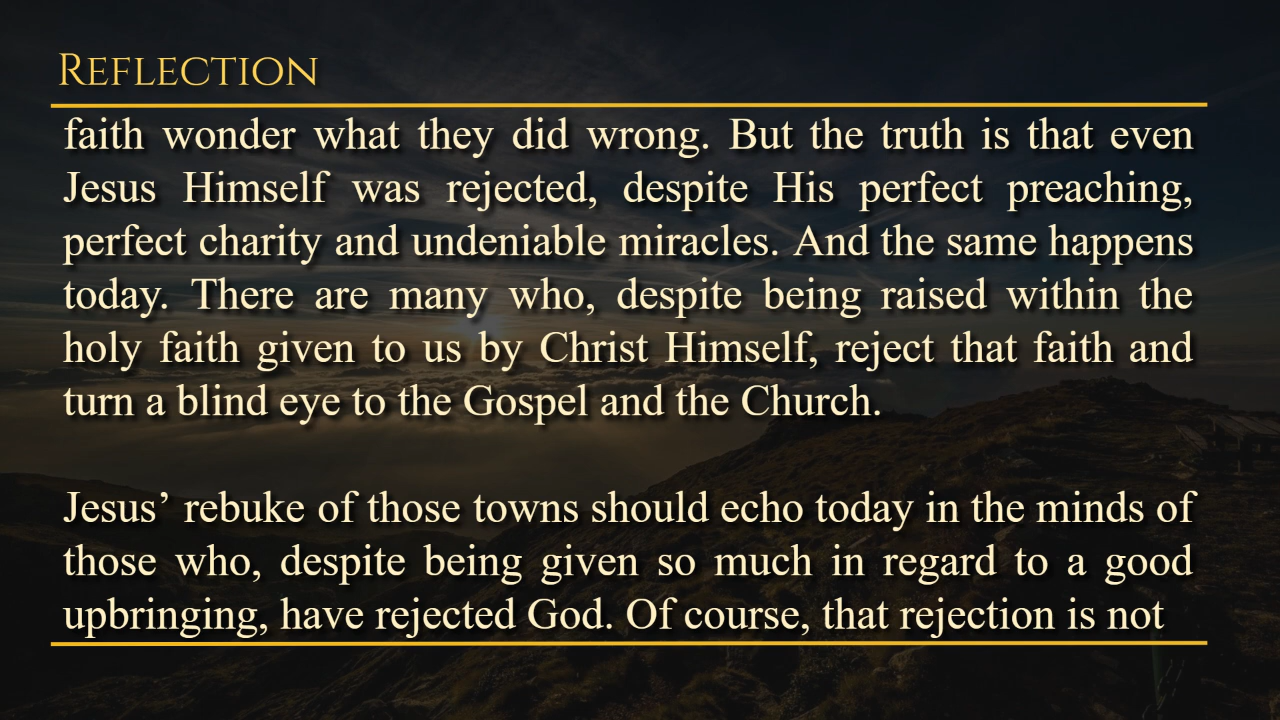 Reflection
faith wonder what they did wrong. But the truth is that even
Jesus Himself was rejected, despite His perfect preaching,
perfect charity and undeniable miracles. And the same happens
today. There are many who, despite being raised within the
holy faith given to us by Christ Himself, reject that faith and
turn a blind eye to the Gospel and the Church.
Jesus’ rebuke of those towns should echo today in the minds of
those who, despite being given so much in regard to a good
upbringing, have rejected God. Of course, that rejection is not